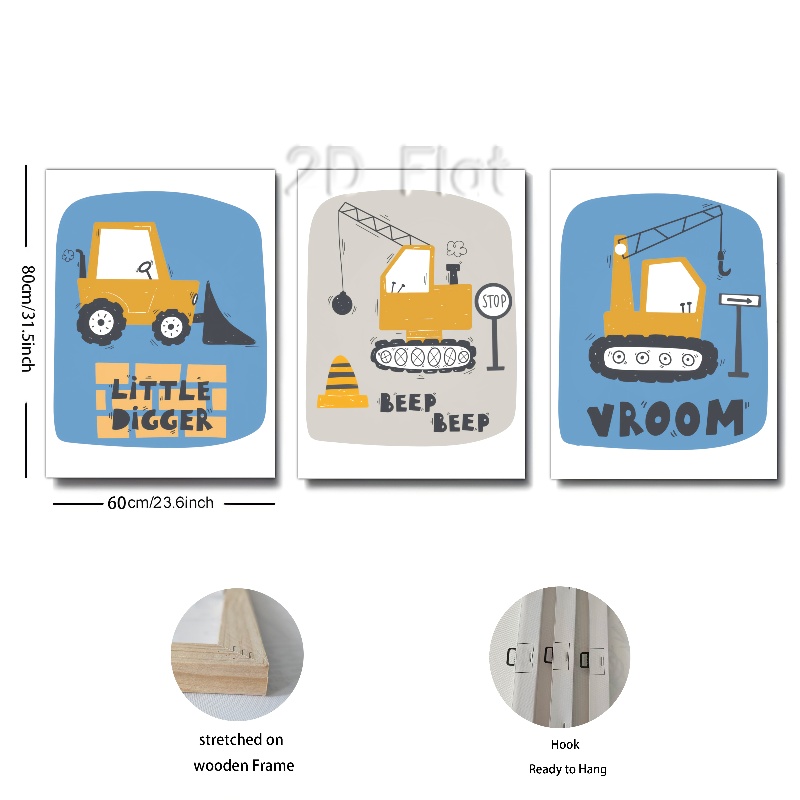 2D Flat
80cm/31.5inch
LiTTLE
DiGGER
STOP
BEEP
BEEP
VROOM
60cm/23.6inch
stretched on
wooden Frame
Hook
Ready to Hang